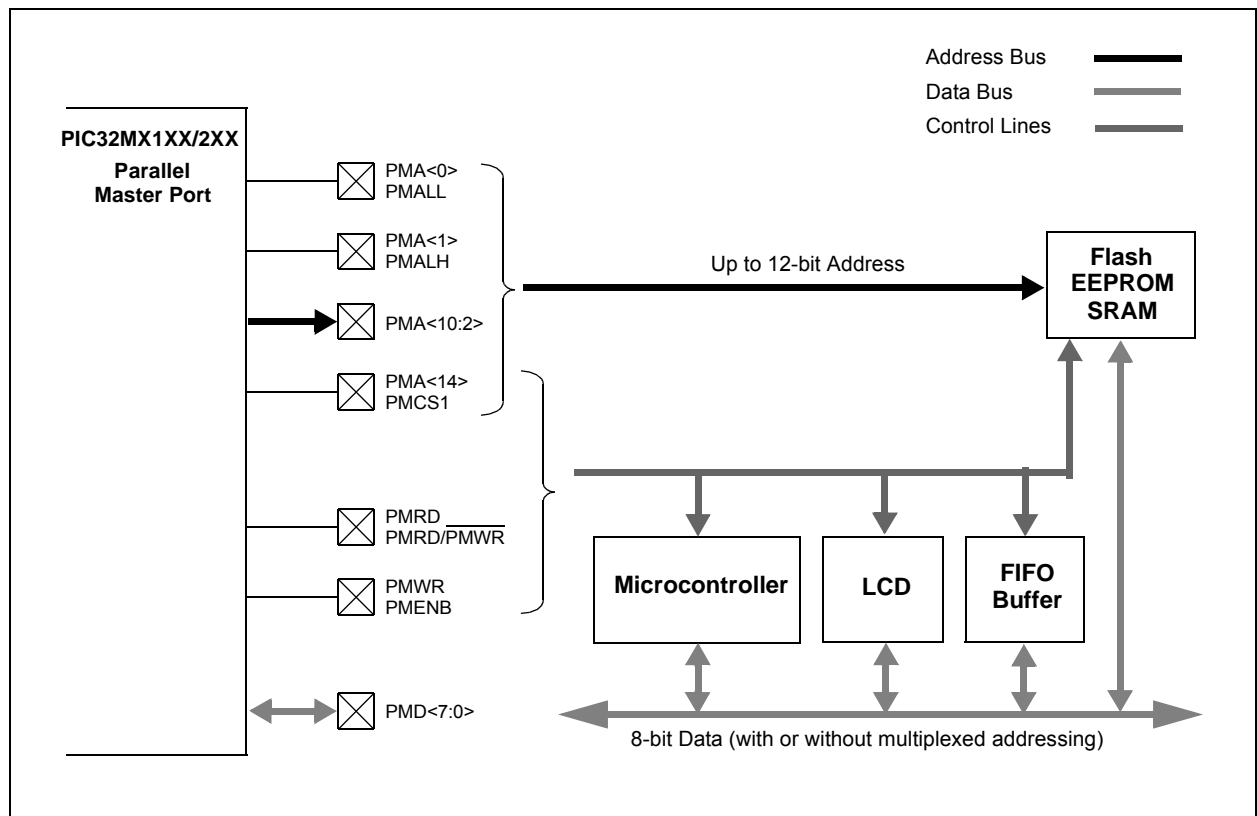 Address Bus
Data Bus
Control Lines
PIC32MX1XX/2XX
Parallel
Master Port
PMA<0>
PMALL
PMA<1>
PMALH
PMA<10:2>
PMA<14>
PMCS1
PMRD
PMRD/PMWR
PMWR
PMENB
PMD<7:0>
Up to 12-bit Address
Flash
EEPROM
SRAM
Microcontroller
LCD
FIFO
Buffer
8-bit Data (with or without multiplexed addressing)